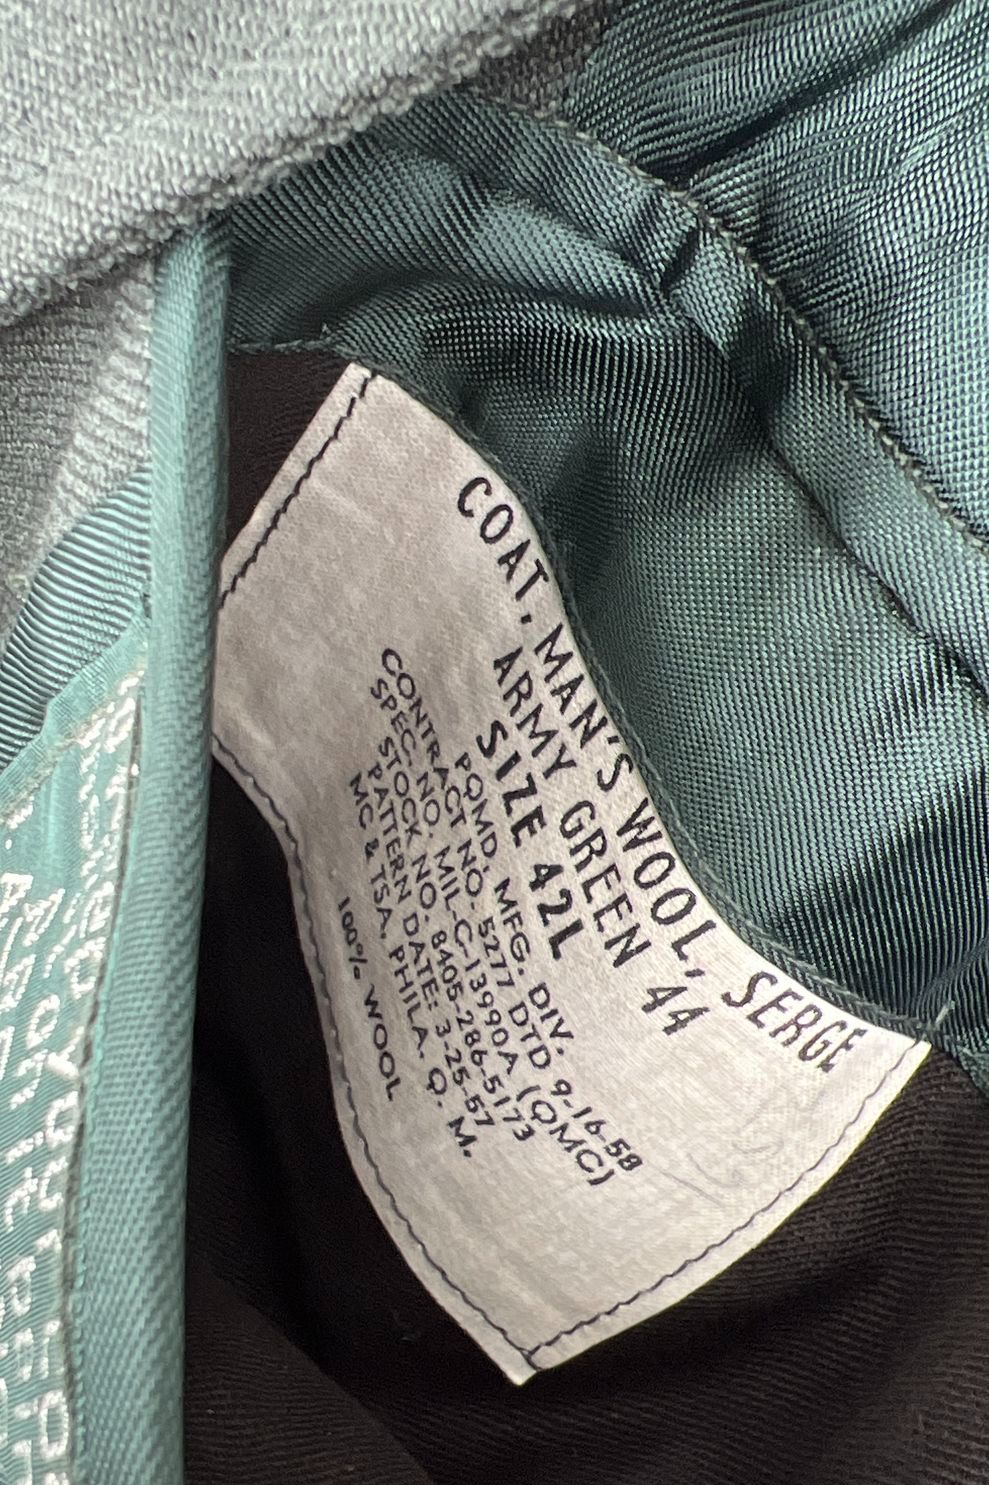 COAT, MAN'S WOOL, SERGE
ARMY GREEN 44
SIZE 42L
PQMD, MFG. DIV.
CONTRACT NO. 5277 DTD 9-16-58
SPEC. NO. MIL-C-13990A (QMC)
STOCK NO. 8405-286-5173
PATTERN DATE: 3-25-57
MC & TSA, PHILA. Q. M.
100% WOOL